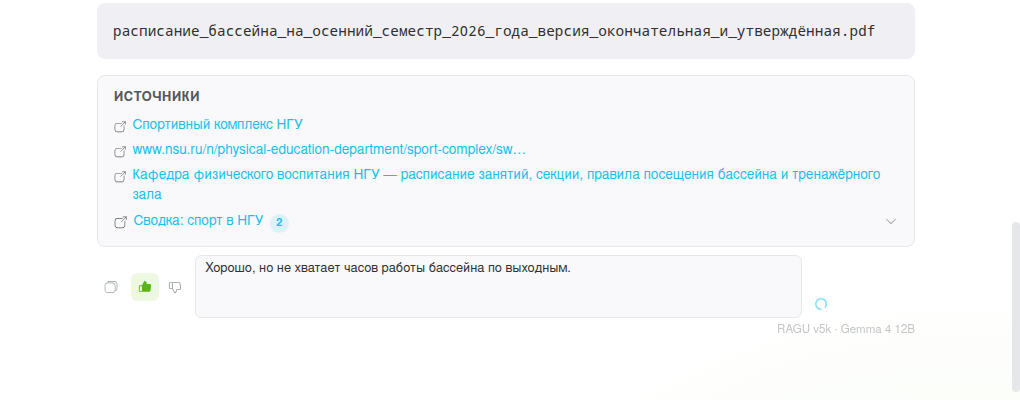 расписание_бассейна_на_осенний_семестр_2026_года_версия_окончательная_и_утверждённая.pdf
ИСТОЧНИКИ
Спортивный комплекс НГУ
www.nsu.ru/n/physical-education-department/sport-complex/sw…
Кафедра физического воспитания НГУ — расписание занятий, секции, правила посещения бассейна и тренажёрного
зала
Сводка: спорт в НГУ 2
Хорошо, но не хватает часов работы бассейна по выходным.
RAGU v5k · Gemma 4 12B